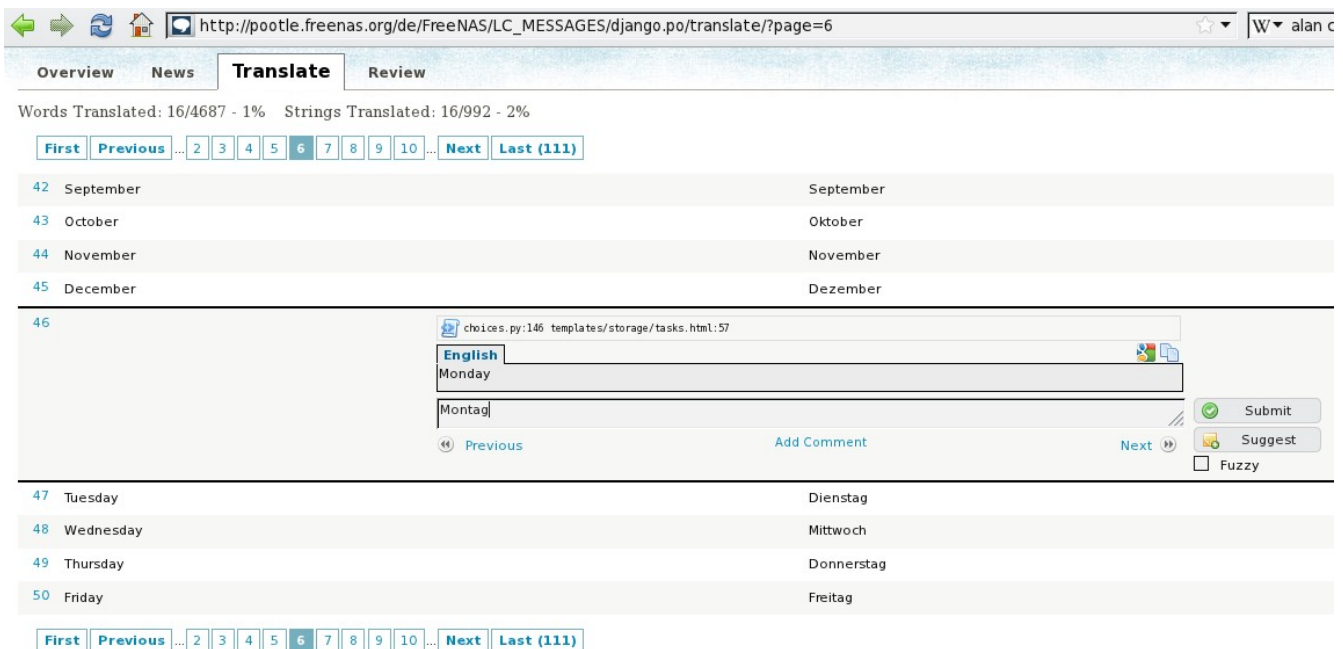 http://pootle.freenas.org/de/FreeNAS/LC_MESSAGES/django.po/translate/?page=6 W alan
Overview News Translate Review
Words Translated: 16/4687 - 1% Strings Translated: 16/992 - 2%
First Previous ... 2 3 4 5 6 7 8 9 10 ... Next Last (111)
42 September September
43 October Oktober
44 November November
45 December Dezember
46 choices.py:146 templates/storage/tasks.html:57
English
Monday
Montag Submit
Previous Add Comment Next Suggest
Fuzzy
47 Tuesday Dienstag
48 Wednesday Mittwoch
49 Thursday Donnerstag
50 Friday Freitag
First Previous ... 2 3 4 5 6 7 8 9 10 ... Next Last (111)